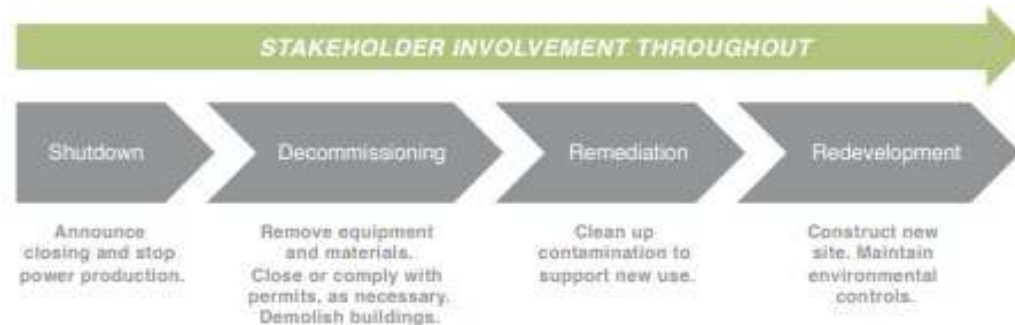 STAKEHOLDER INVOLVEMENT THROUGHOUT
Shutdown
Decommissioning
Remediation
Redevelopment
Announce
closing and stop
power production.
Remove equipment
and materials.
Close or comply with
permits, as necessary.
Demolish buildings.
Clean up
contamination to
support new use.
Construct new
site. Maintain
environmental
controls.